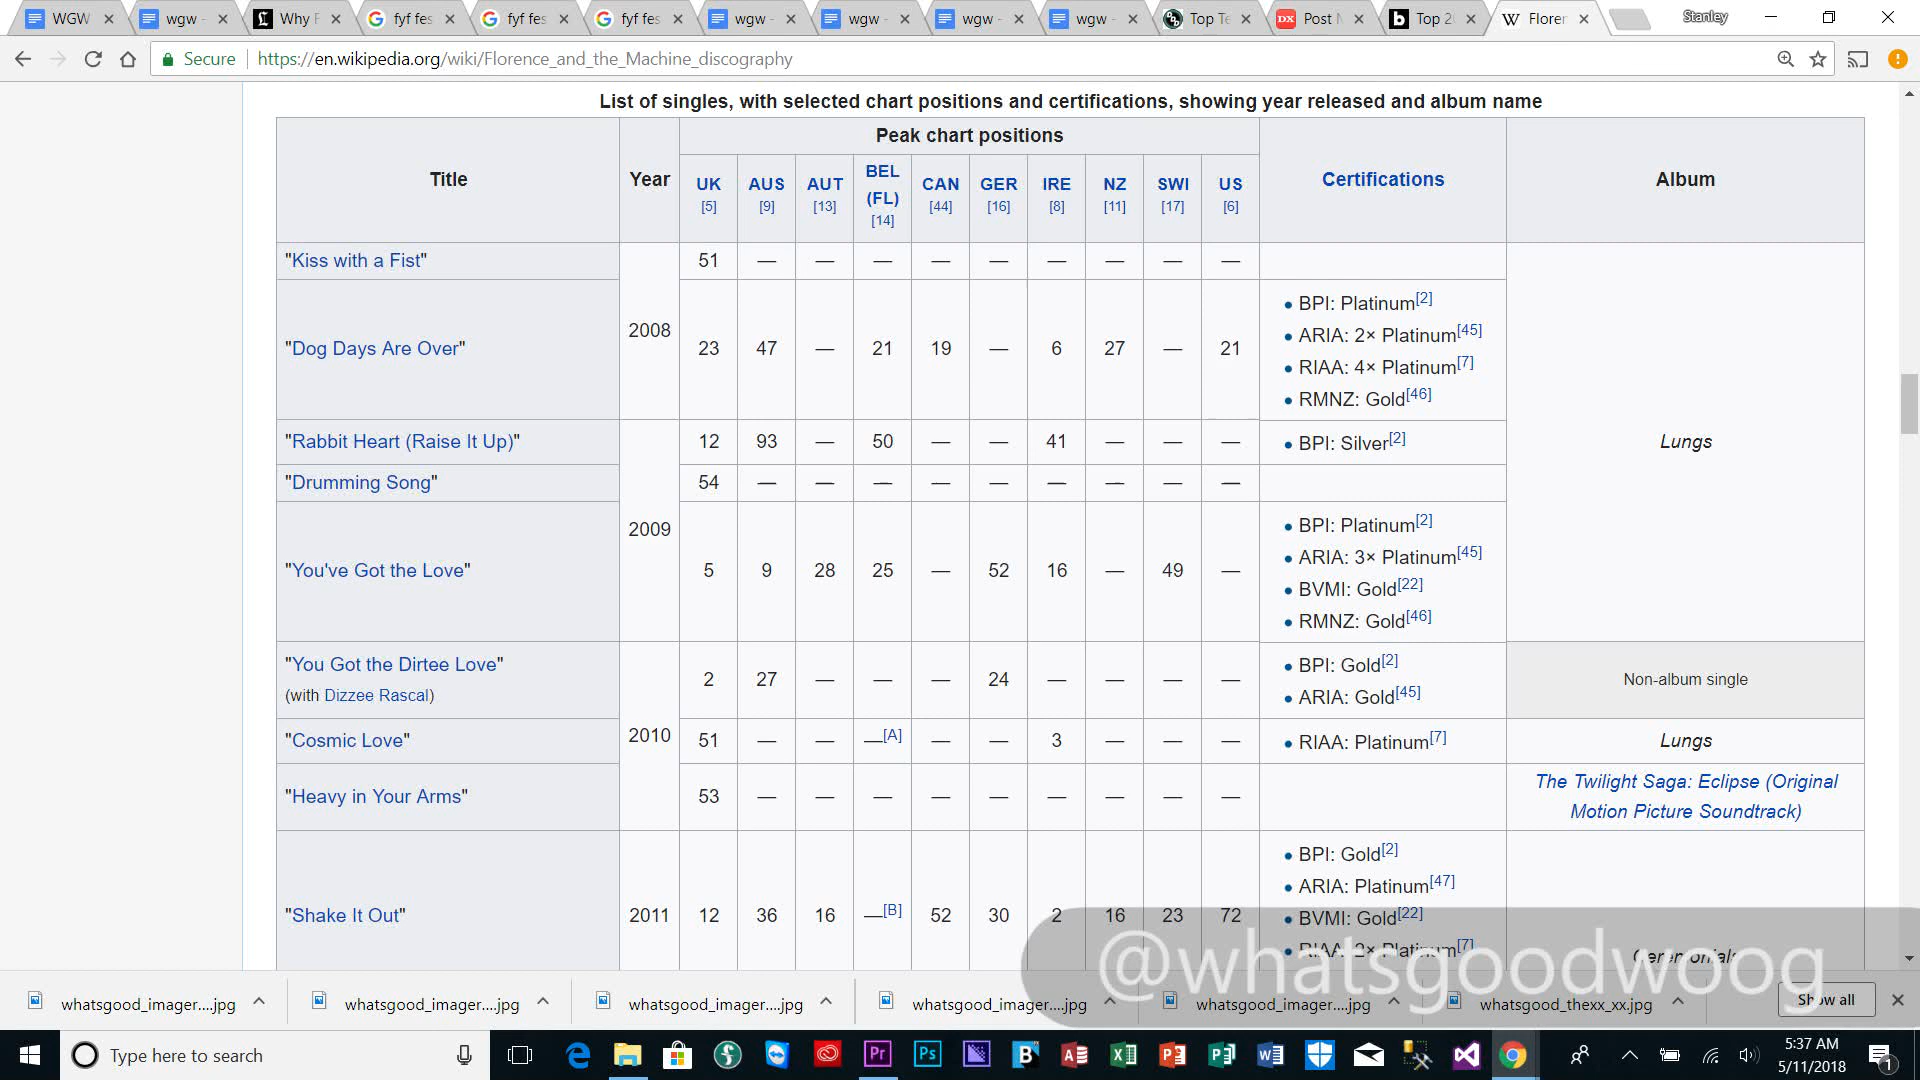 WGW
wgw -
Why F
fyf fes
fyf fes
fyf fes
wgw -
wgw -
wgw -
wgw -
Top Te
Post
Top 2
Floren
Stanley
Secure
https://en.wikipedia.org/wiki/Florence_and_the_Machine_discography
List of singles, with selected chart positions and certifications, showing year released and album name
Title Year Peak chart positions Certifications Album
UK AUS AUT BEL (FL) CAN GER IRE NZ SWI US
[5] [9] [13] [14] [44] [16] [8] [11] [17] [6]
"Kiss with a Fist" 2008 51 — — — — — — — — — Lungs
"Dog Days Are Over" 23 47 — 21 19 — 6 27 — 21
• BPI: Platinum[2]
• ARIA: 2× Platinum[45]
• RIAA: 4× Platinum[7]
• RMNZ: Gold[46]
"Rabbit Heart (Raise It Up)" 2009 12 93 — 50 — — 41 — — — • BPI: Silver[2]
"Drumming Song" 54 — — — — — — — — —
"You've Got the Love" 5 9 28 25 — 52 16 — 49 —
• BPI: Platinum[2]
• ARIA: 3× Platinum[45]
• BVMI: Gold[22]
• RMNZ: Gold[46]
"You Got the Dirtee Love"
(with Dizzee Rascal) 2010 2 27 — — — 24 — — — —
• BPI: Gold[2]
• ARIA: Gold[45]
Non-album single
"Cosmic Love" 51 — — —[A] — — 3 — — — • RIAA: Platinum[7] Lungs
"Heavy in Your Arms" 53 — — — — — — — — —
The Twilight Saga: Eclipse (Original
Motion Picture Soundtrack)
"Shake It Out" 2011 12 36 16 —[B] 52 30 2 16 23 72
• BPI: Gold[2]
• ARIA: Platinum[47]
• BVMI: Gold[22]
• RIAA: 2× Platinum[7]
Ceremonials
@whatsgoodwoog
whatsgood_imager....jpg
whatsgood_imager....jpg
whatsgood_imager....jpg
whatsgood_imager....jpg
whatsgood_imager....jpg
whatsgood_thexx_xx.jpg
Show all
Type here to search
5:37 AM
5/11/2018
1